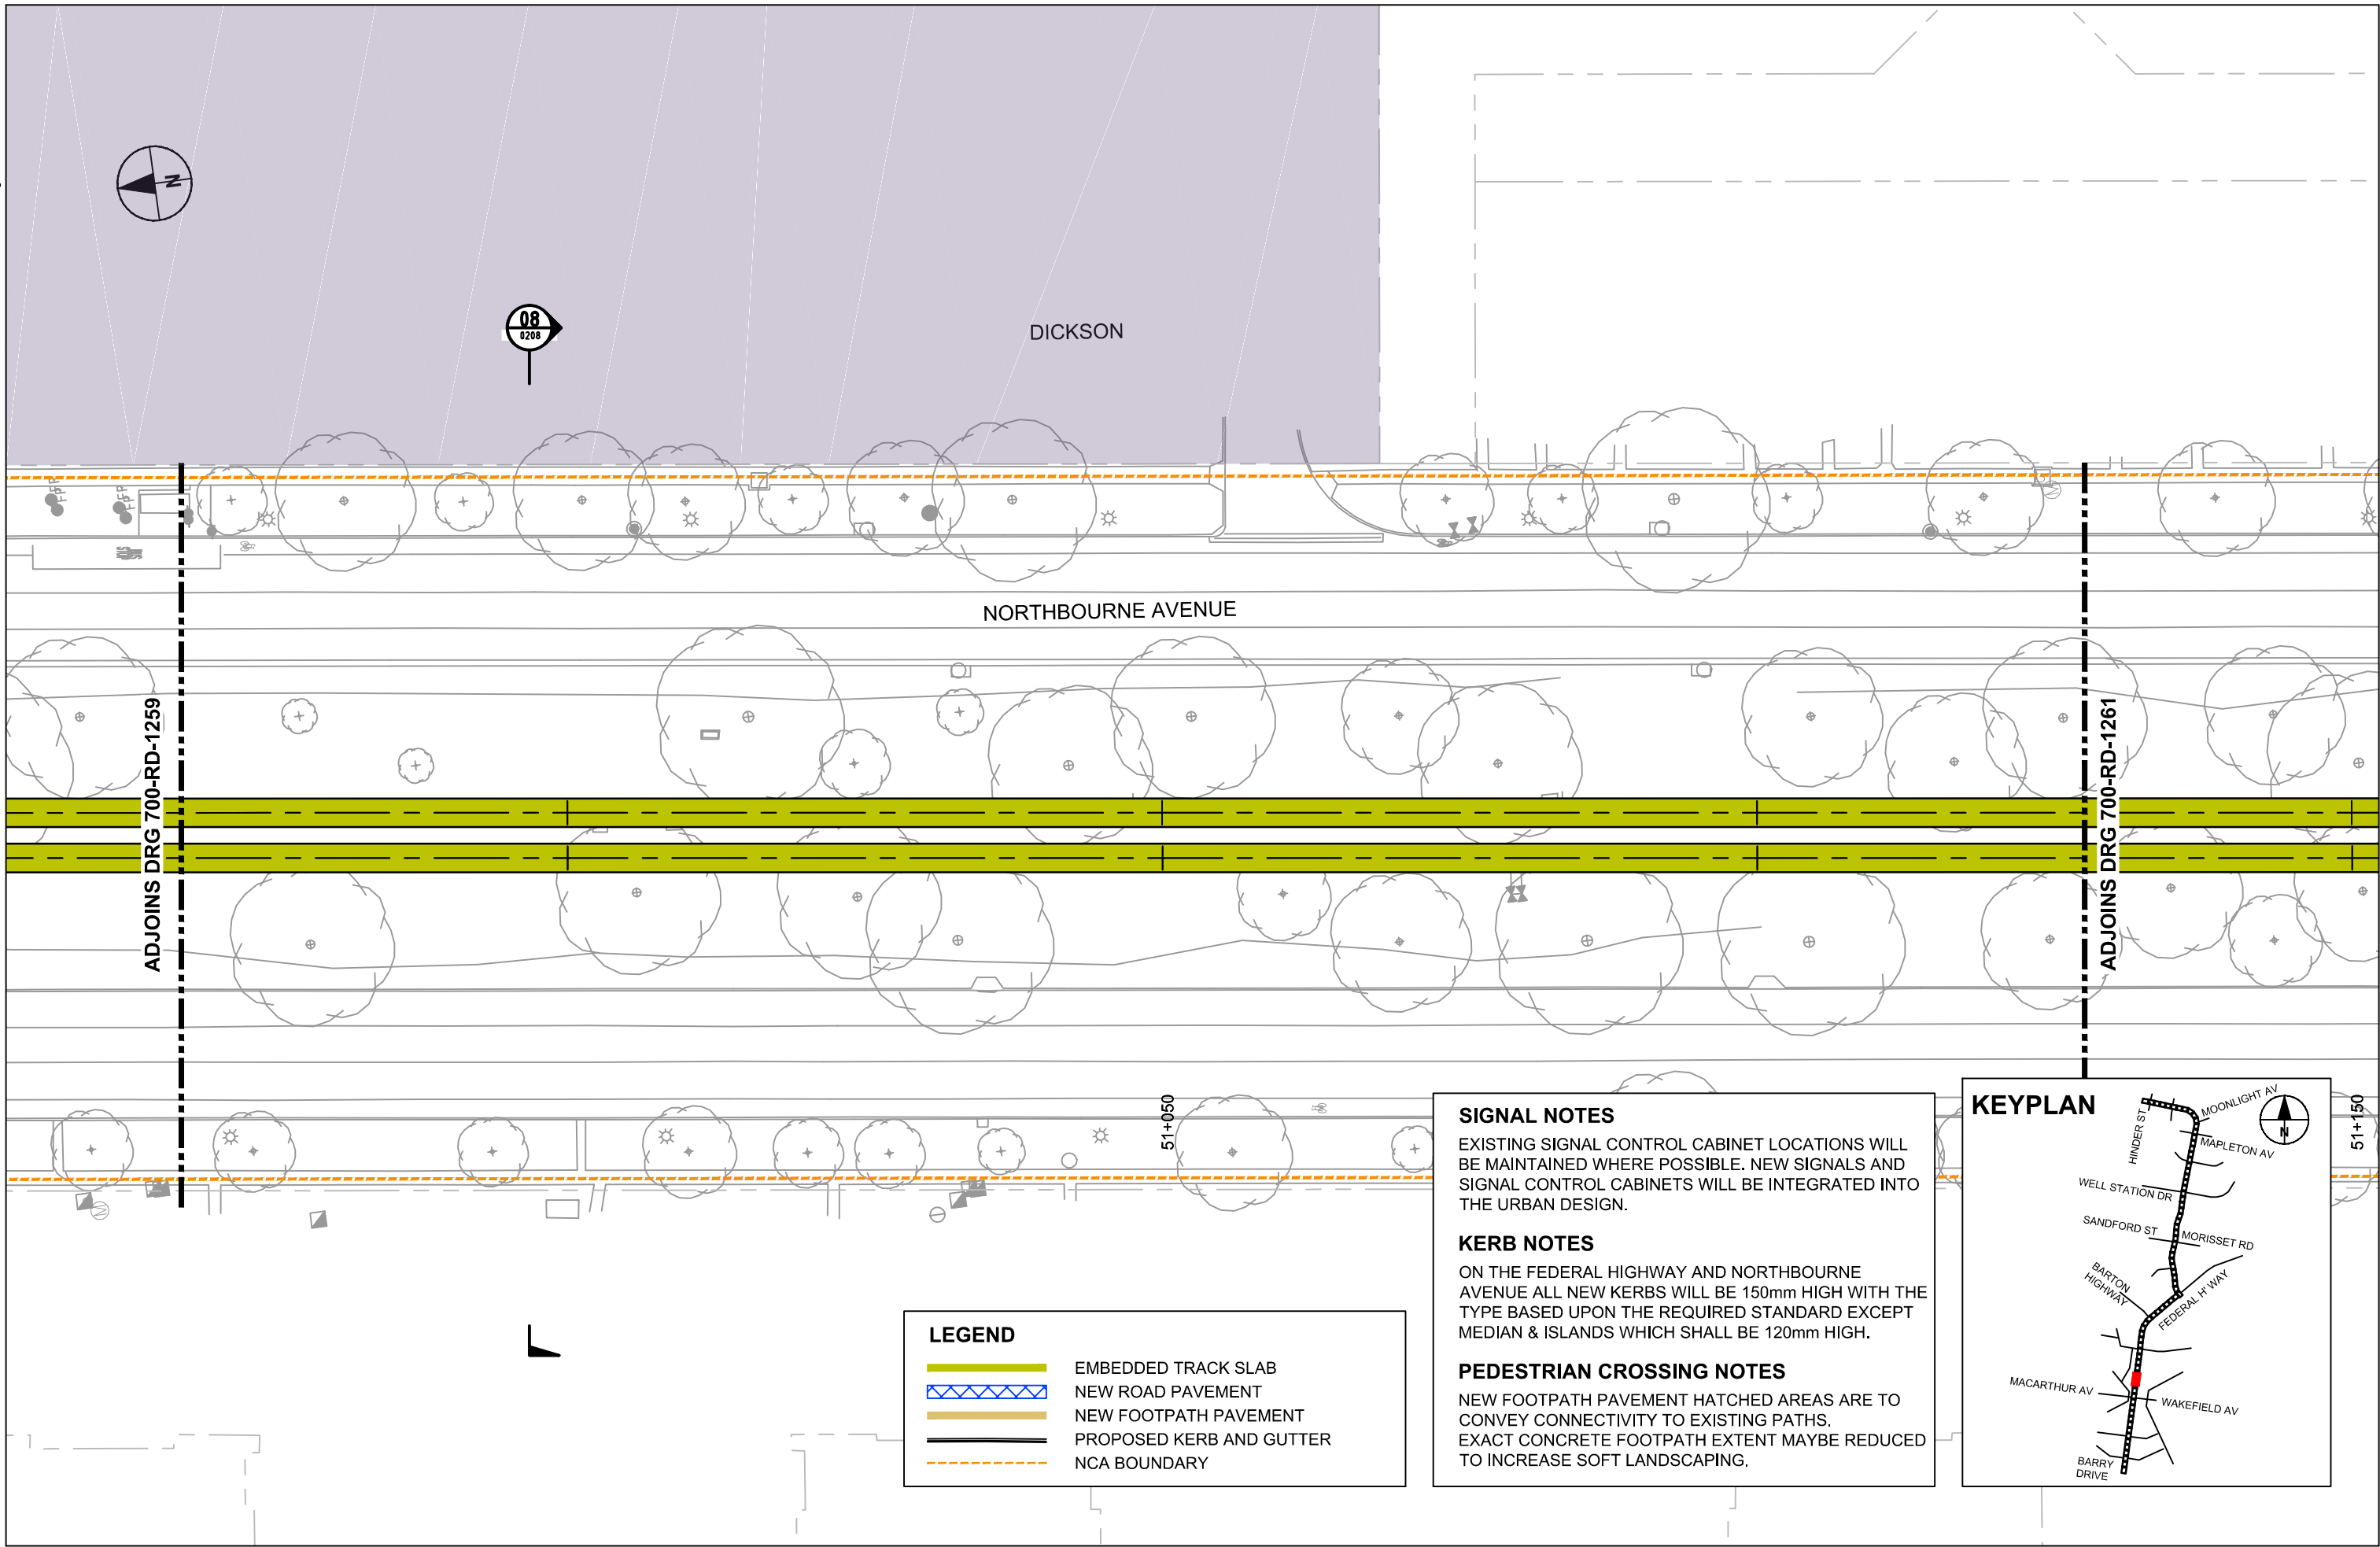 N
08
0208
DICKSON
NORTHBOURNE AVENUE
ADJOINS DRG 700-RD-1259
ADJOINS DRG 700-RD-1261
51+050
51+150
LEGEND
EMBEDDED TRACK SLAB
NEW ROAD PAVEMENT
NEW FOOTPATH PAVEMENT
PROPOSED KERB AND GUTTER
NCA BOUNDARY
SIGNAL NOTES
EXISTING SIGNAL CONTROL CABINET LOCATIONS WILL
BE MAINTAINED WHERE POSSIBLE. NEW SIGNALS AND
SIGNAL CONTROL CABINETS WILL BE INTEGRATED INTO
THE URBAN DESIGN.
KERB NOTES
ON THE FEDERAL HIGHWAY AND NORTHBOURNE
AVENUE ALL NEW KERBS WILL BE 150mm HIGH WITH THE
TYPE BASED UPON THE REQUIRED STANDARD EXCEPT
MEDIAN & ISLANDS WHICH SHALL BE 120mm HIGH.
PEDESTRIAN CROSSING NOTES
NEW FOOTPATH PAVEMENT HATCHED AREAS ARE TO
CONVEY CONNECTIVITY TO EXISTING PATHS.
EXACT CONCRETE FOOTPATH EXTENT MAYBE REDUCED
TO INCREASE SOFT LANDSCAPING.
KEYPLAN
N
MOONLIGHT AV
HINDER ST
MAPLETON AV
WELL STATION DR
SANDFORD ST
MORISSET RD
BARTON
HIGHWAY
FEDERAL H'WAY
MACARTHUR AV
WAKEFIELD AV
BARRY
DRIVE